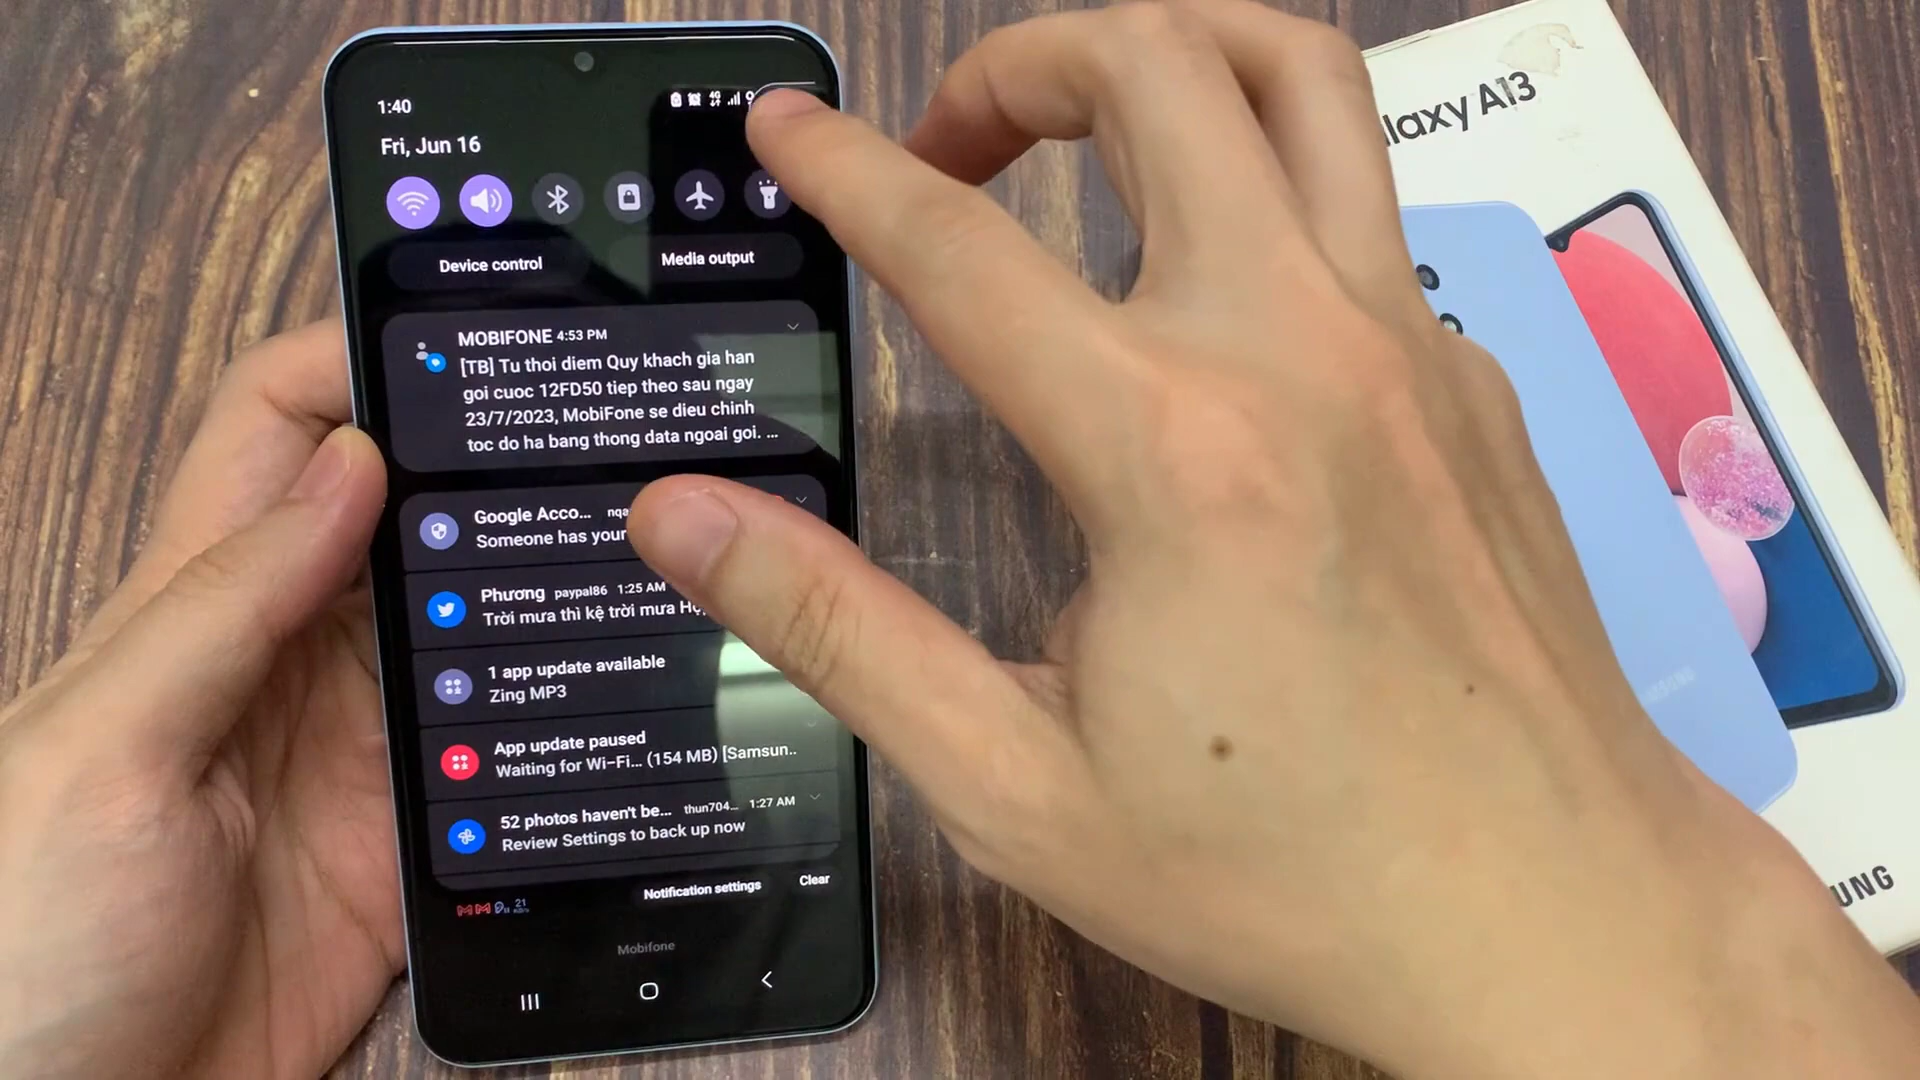 1:40
4G
Fri, Jun 16
Device control
Media output
MOBIFONE 4:53 PM
[TB] Tu thoi diem Quy khach gia han
goi cuoc 12FD50 tiep theo sau ngay
23/7/2023, MobiFone se dieu chinh
toc do ha bang thong data ngoai goi. ...
Google Acco... nqa
Someone has your
Phương paypal86 1:25 AM
Trời mưa thì kệ trời mưa
1 app update available
Zing MP3
App update paused
Waiting for Wi-Fi... (154 MB) [Samsun..
52 photos haven't be... thun704... 1:27 AM
Review Settings to back up now
21
Notification settings
Clear
Mobifone
laxy A13
SAMSUNG
UNG